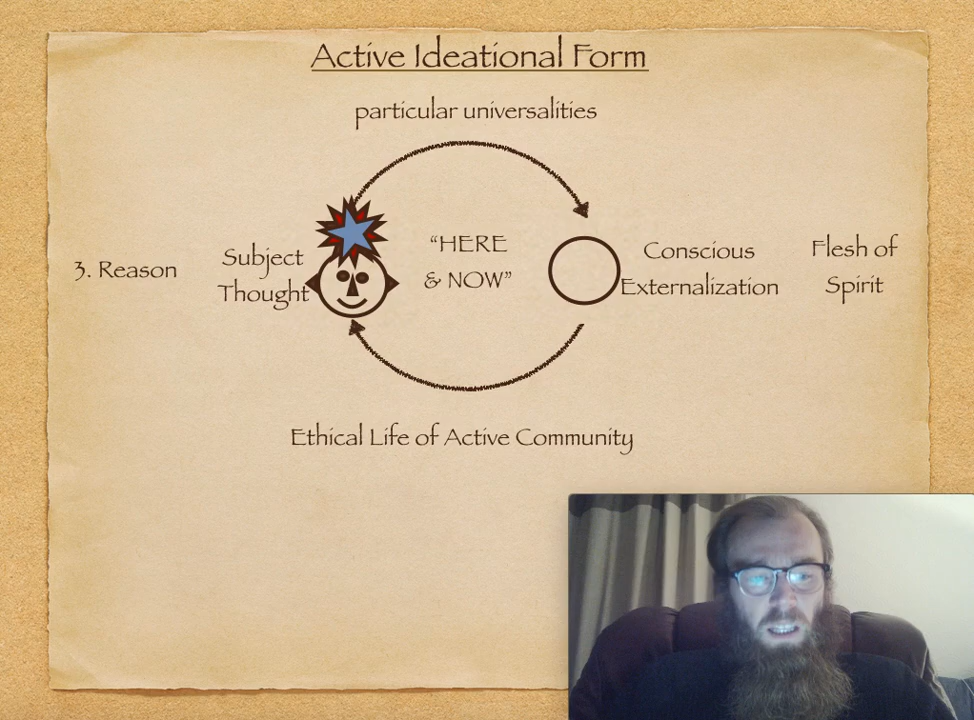 Active Ideational Form
particular universalities
3. Reason
Subject
Thought
“HERE
& NOW”
Conscious
Externalization
Flesh of
Spirit
Ethical Life of Active Community